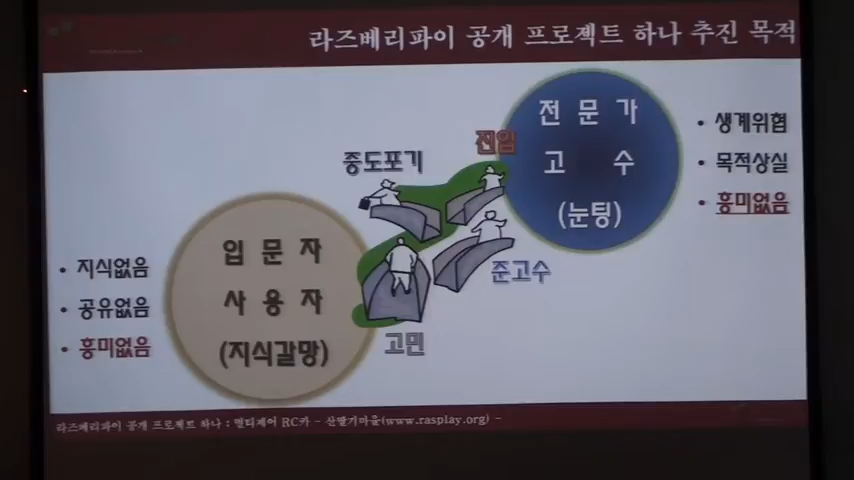 라즈베리파이 공개 프로젝트 하나 추진 목적
전 문 가
고 수
(눈팅)
• 생계위협
• 목적상실
• 흥미없음
진입
중도포기
준고수
고민
입 문 자
사 용 자
(지식갈망)
• 지식없음
• 공유없음
• 흥미없음
라즈베리파이 공개 프로젝트 하나 : 멀티제어 RC카 - 산딸기마을(www.rasplay.org) -